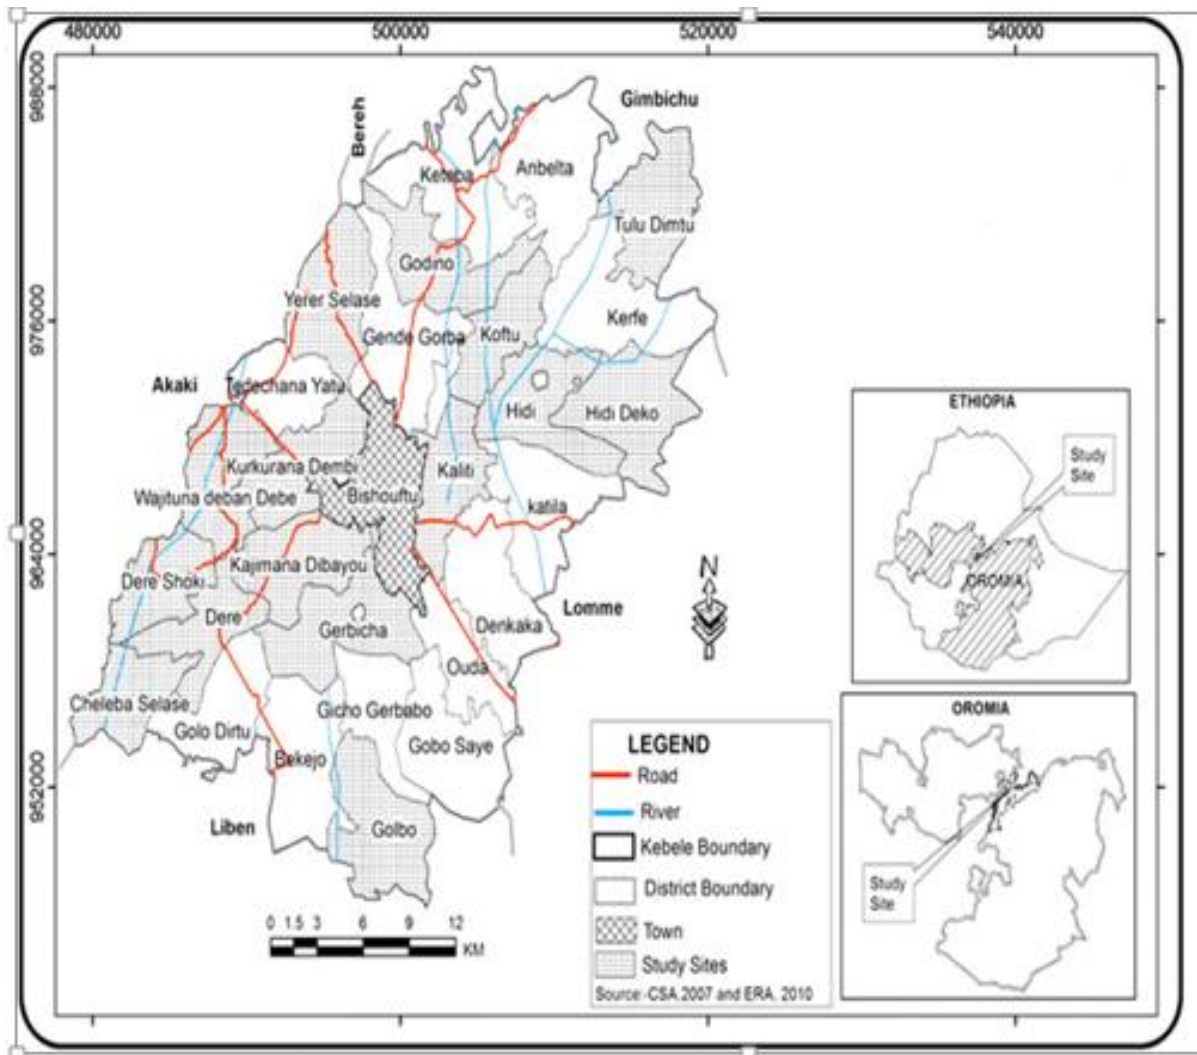 480000 500000 520000 540000
988000
976000
964000
952000
Gimbichu
Bereh
Anbelta
Keteba
Tulu Dimtu
Godino
Yerer Selase
Kerfe
Gende Gorba
Koftu
Akaki
Tedechana Yatu
Hidi
Hidi Deko
Kurkurana Dembi
Kaliti
Wajituna deban Debe
Bishouftu
katila
Kajimana Dibayou
Dere Shoki
Lomme
Dere
Gerbicha
Denkaka
Ouda
Cheleba Selase
Gicho Gerbabo
Golo Dirtu
Gobo Saye
Bekejo
Liben
Golbo
N
0 1.5 3 6 9 12
KM
LEGEND
Road
River
Kebele Boundary
District Boundary
Town
Study Sites
Source: CSA.2007 and ERA. 2010
ETHIOPIA
Study
Site
OROMIA
OROMIA
Study
Site